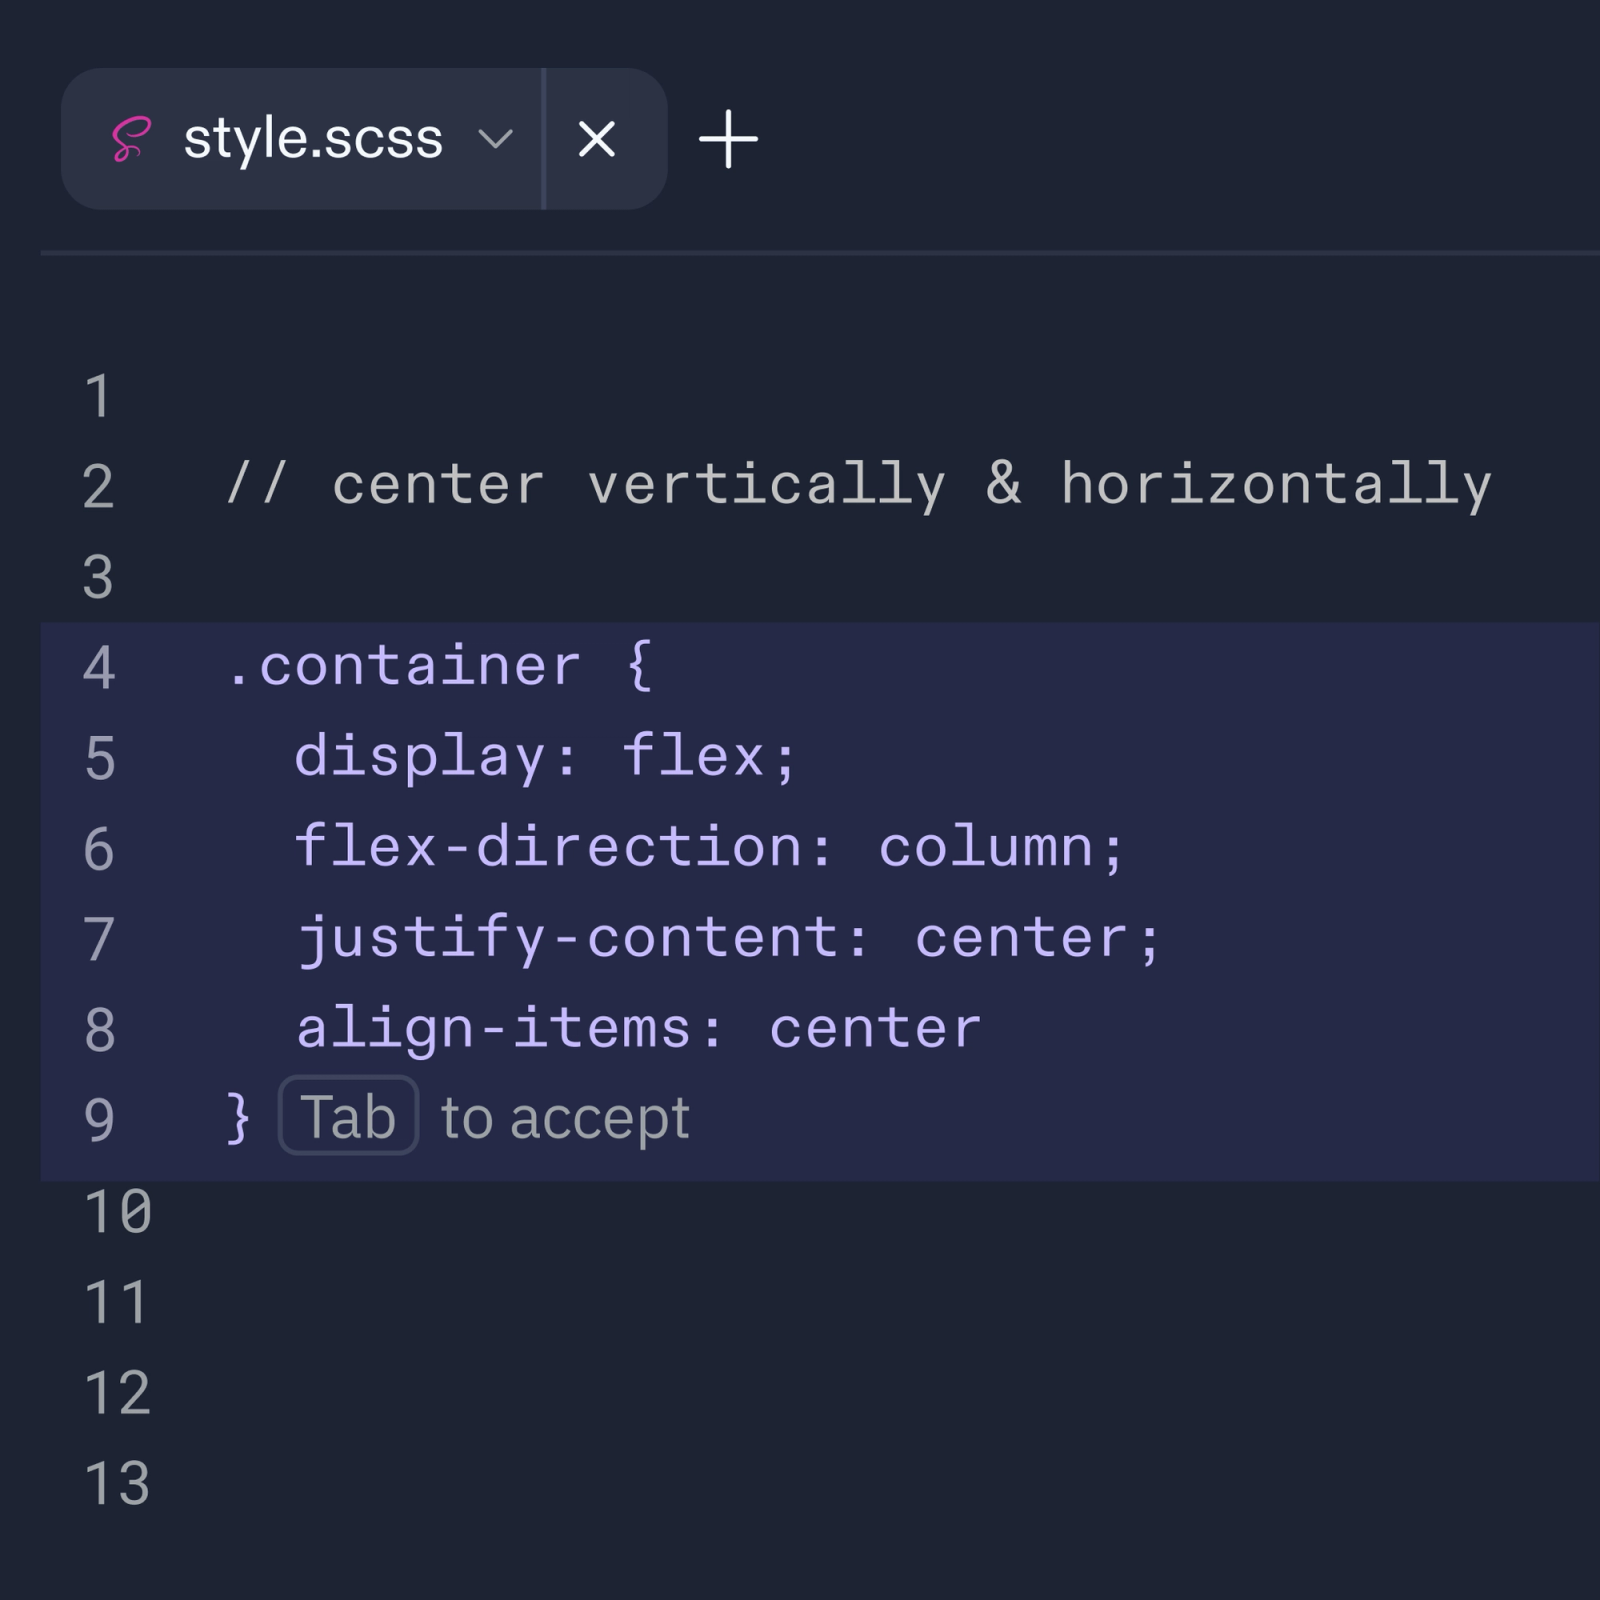 style.scss
1
2 // center vertically & horizontally
3
4 .container {
5 display: flex;
6 flex-direction: column;
7 justify-content: center;
8 align-items: center
9 } Tab to accept
10
11
12
13